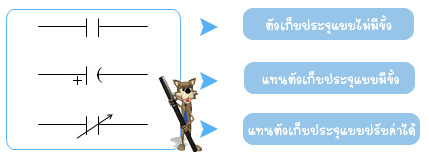 ตัวเก็บประจุแบบไม่มีขั้ว
+
แทนตัวเก็บประจุแบบมีขั้ว
แทนตัวเก็บประจุแบบปรับค่าได้